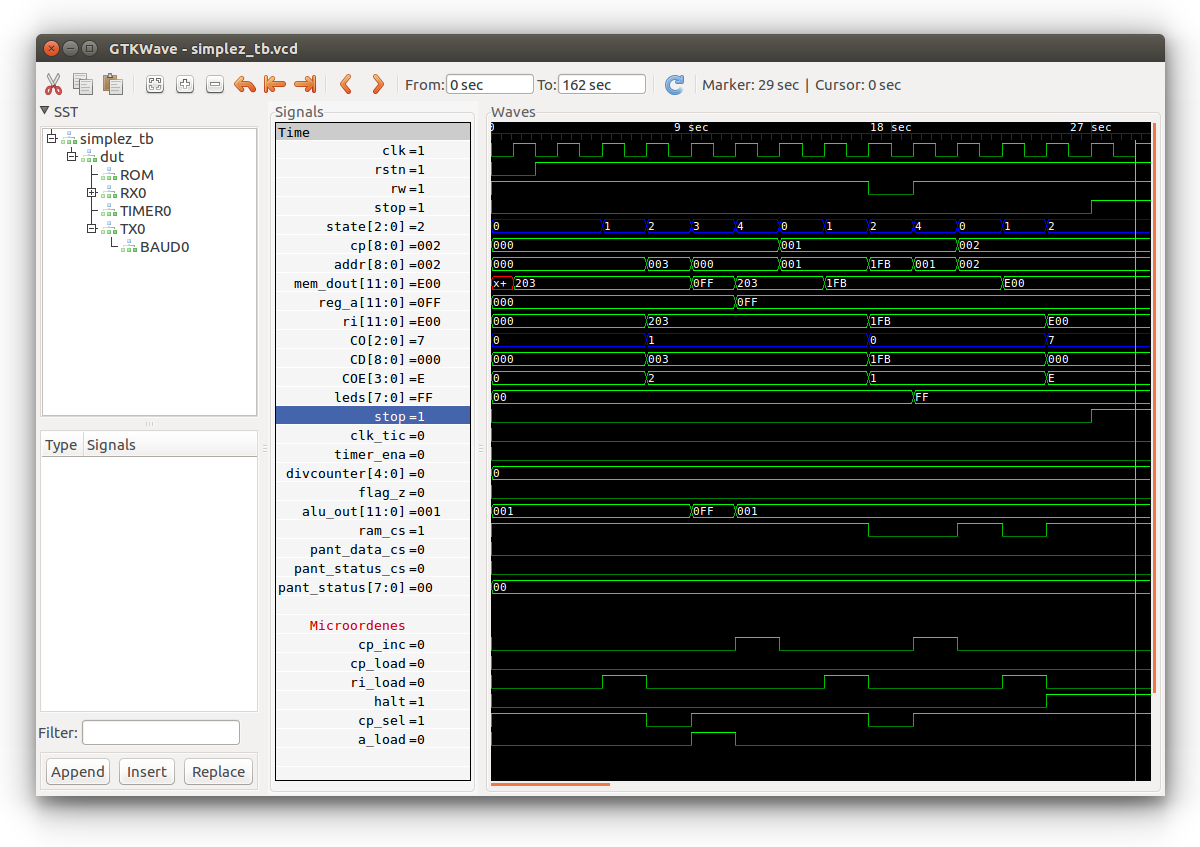 GTKWave - simplez_tb.vcd
From: 0 sec To: 162 sec Marker: 29 sec | Cursor: 0 sec
SST
simplez_tb
dut
ROM
RX0
TIMER0
TX0
BAUD0
Type Signals
Filter:
Append Insert Replace
Signals
Time
clk =1
rstn =1
rw =1
stop =1
state[2:0] =2
cp[8:0] =002
addr[8:0] =002
mem_dout[11:0] =E00
reg_a[11:0] =0FF
ri[11:0] =E00
CO[2:0] =7
CD[8:0] =000
COE[3:0] =E
leds[7:0] =FF
stop =1
clk_tic =0
timer_ena =0
divcounter[4:0] =0
flag_z =0
alu_out[11:0] =001
ram_cs =1
pant_data_cs =0
pant_status_cs =0
pant_status[7:0] =00
Microordenes
cp_inc =0
cp_load =0
ri_load =0
halt =1
cp_sel =1
a_load =0
Waves
0 9 sec 18 sec 27 sec
0 1 2 3 4 0 1 2 4 0 1 2
000 001 002
000 003 000 001 1FB 001 002
x+ 203 0FF 203 1FB E00
000 0FF
000 203 1FB E00
0 1 0 7
000 003 1FB 000
0 2 1 E
00 FF
0
001 0FF 001
00